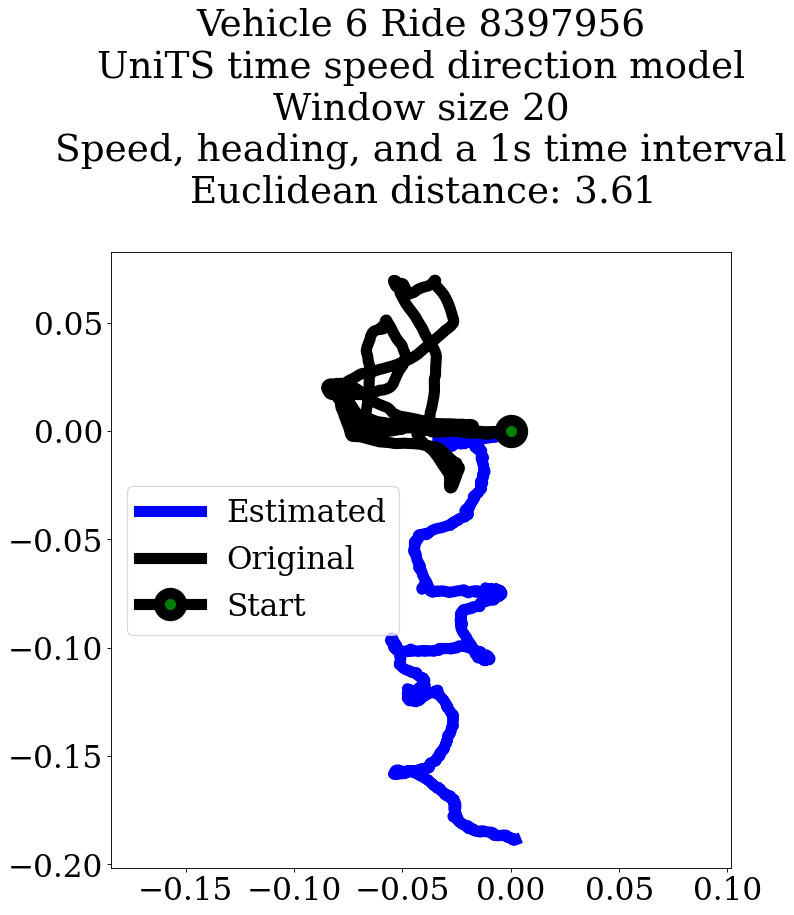 Vehicle 6 Ride 8397956
UniTS time speed direction model
Window size 20
Speed, heading, and a 1s time interval
Euclidean distance: 3.61
0.05
0.00
−0.05
−0.10
−0.15
−0.20
Estimated
Original
Start
−0.15 −0.10 −0.05 0.00 0.05 0.10